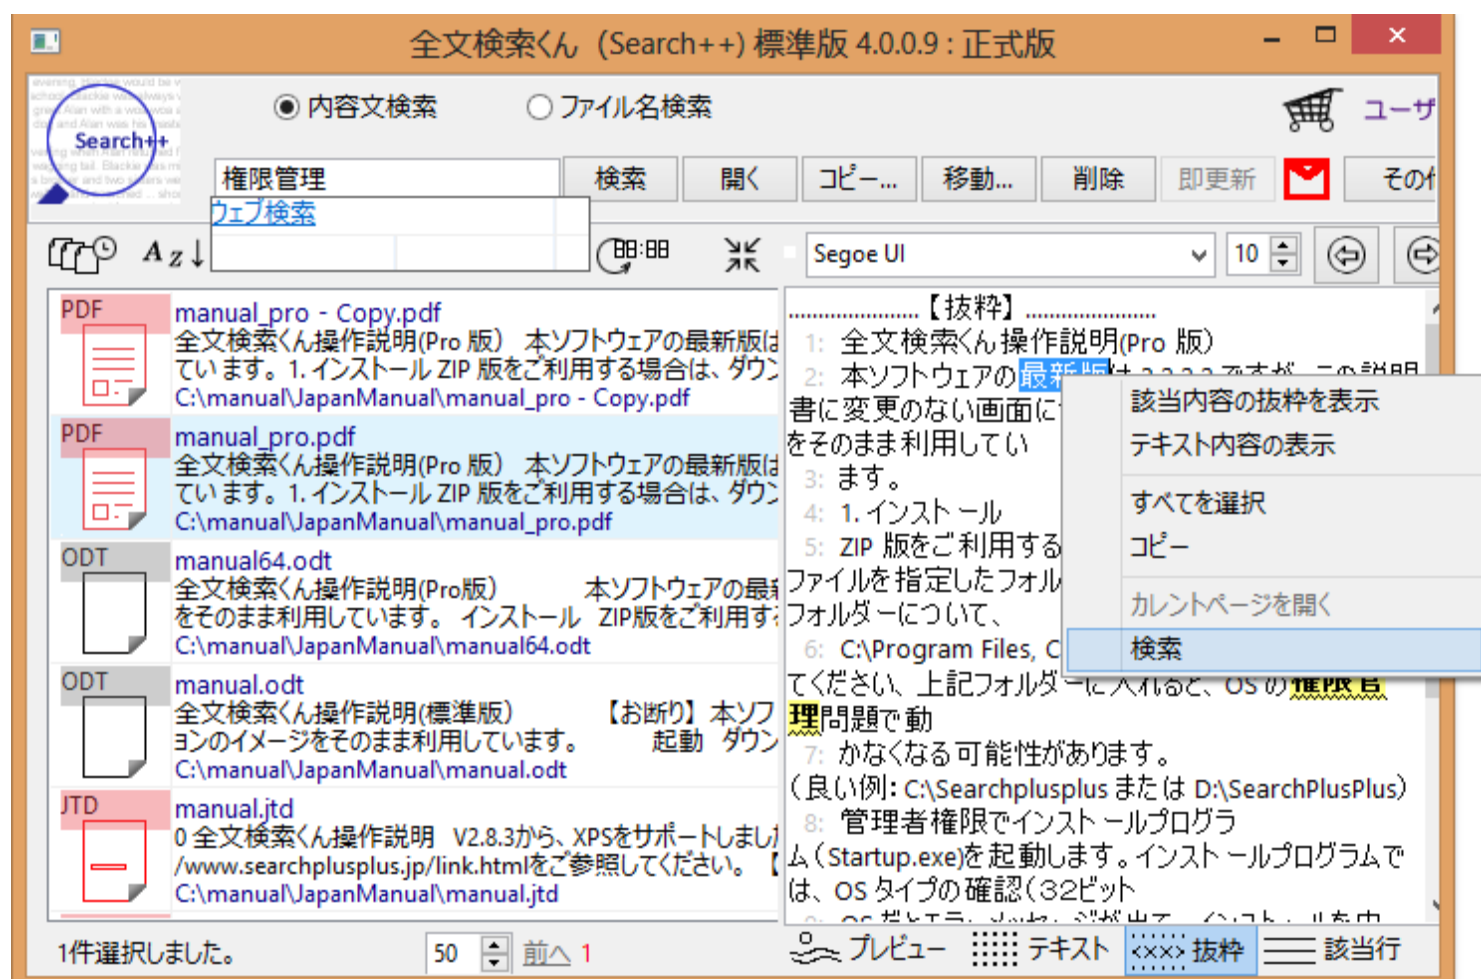 全文検索くん（Search++) 標準版 4.0.0.9 : 正式版
Search++
内容文検索 ファイル名検索
ユーザ
権限管理 検索 開く コピー... 移動... 削除 即更新
ウェブ検索
AZ↓ 88:88 Segoe UI 10
PDF manual_pro - Copy.pdf
全文検索くん操作説明(Pro 版） 本ソフトウェアの最新版は
ています。1. インストール ZIP 版をご利用する場合は、ダウン
C:\manual\JapanManual\manual_pro - Copy.pdf
PDF manual_pro.pdf
全文検索くん操作説明(Pro 版） 本ソフトウェアの最新版は
ています。1. インストール ZIP 版をご利用する場合は、ダウン
C:\manual\JapanManual\manual_pro.pdf
ODT manual64.odt
全文検索くん操作説明(Pro版） 本ソフトウェアの最新
をそのまま利用しています。 インストール ZIP版をご利用す
C:\manual\JapanManual\manual64.odt
ODT manual.odt
全文検索くん操作説明(標準版） 【お断り】本ソフ
ョンのイメージをそのまま利用しています。 起動 ダウン
C:\manual\JapanManual\manual.odt
JTD manual.jtd
0 全文検索くん操作説明 V2.8.3から、XPSをサポートしまし
/www.searchplusplus.jp/link.htmlをご参照してください。 【
C:\manual\JapanManual\manual.jtd
......................【抜粋】......................
1: 全文検索くん操作説明(Pro 版）
2: 本ソフトウェアの最新版は
書に変更のない画面に
をそのまま利用してい
3: ます。
4: 1. インストール
5: ZIP 版をご利用する
ファイルを指定したフォル
フォルダーについて、
6: C:\Program Files, C
てください、上記フォルダーに入れると、OS の権限管
理問題で動
7: かなくなる可能性があります。
（良い例: C:\Searchplusplus または D:\SearchPlusPlus）
8: 管理者権限でインストールプログラ
ム（Startup.exe)を起動します。インストールプログラムで
は、OS タイプの確認（３２ビット
該当内容の抜粋を表示
テキスト内容の表示
すべてを選択
コピー
カレントページを開く
検索
1件選択しました。 50 前へ 1 プレビュー テキスト <xx> 抜粋 該当行